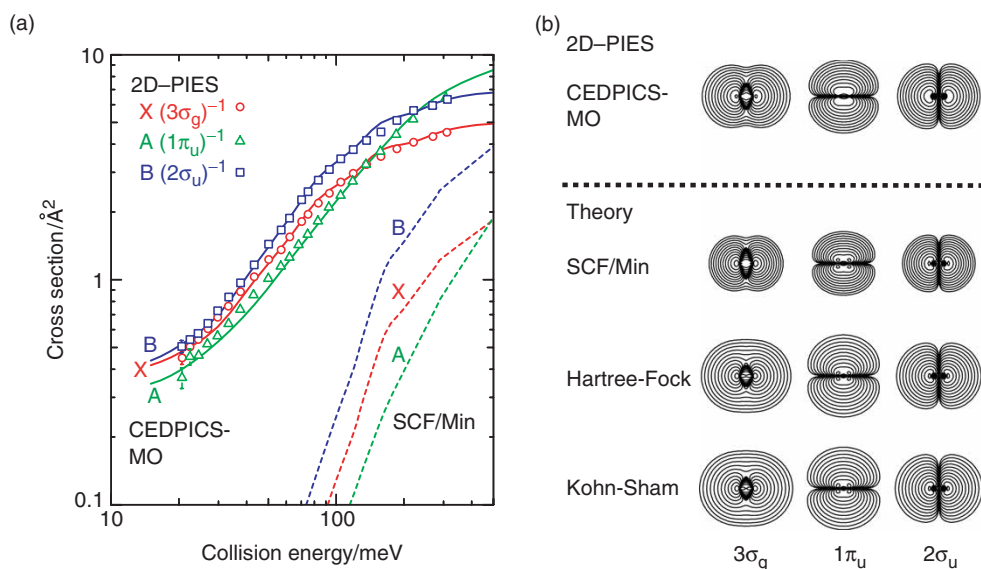 (a)
10
1
0.1
Cross section/Å²
2D–PIES
X (3σg)⁻¹
A (1πu)⁻¹
B (2σu)⁻¹
B
X
A
B
X
A
CEDPICS-
MO
SCF/Min
10
100
Collision energy/meV
(b)
2D–PIES
CEDPICS-
MO
Theory
SCF/Min
Hartree-Fock
Kohn-Sham
3σg 1πu 2σu